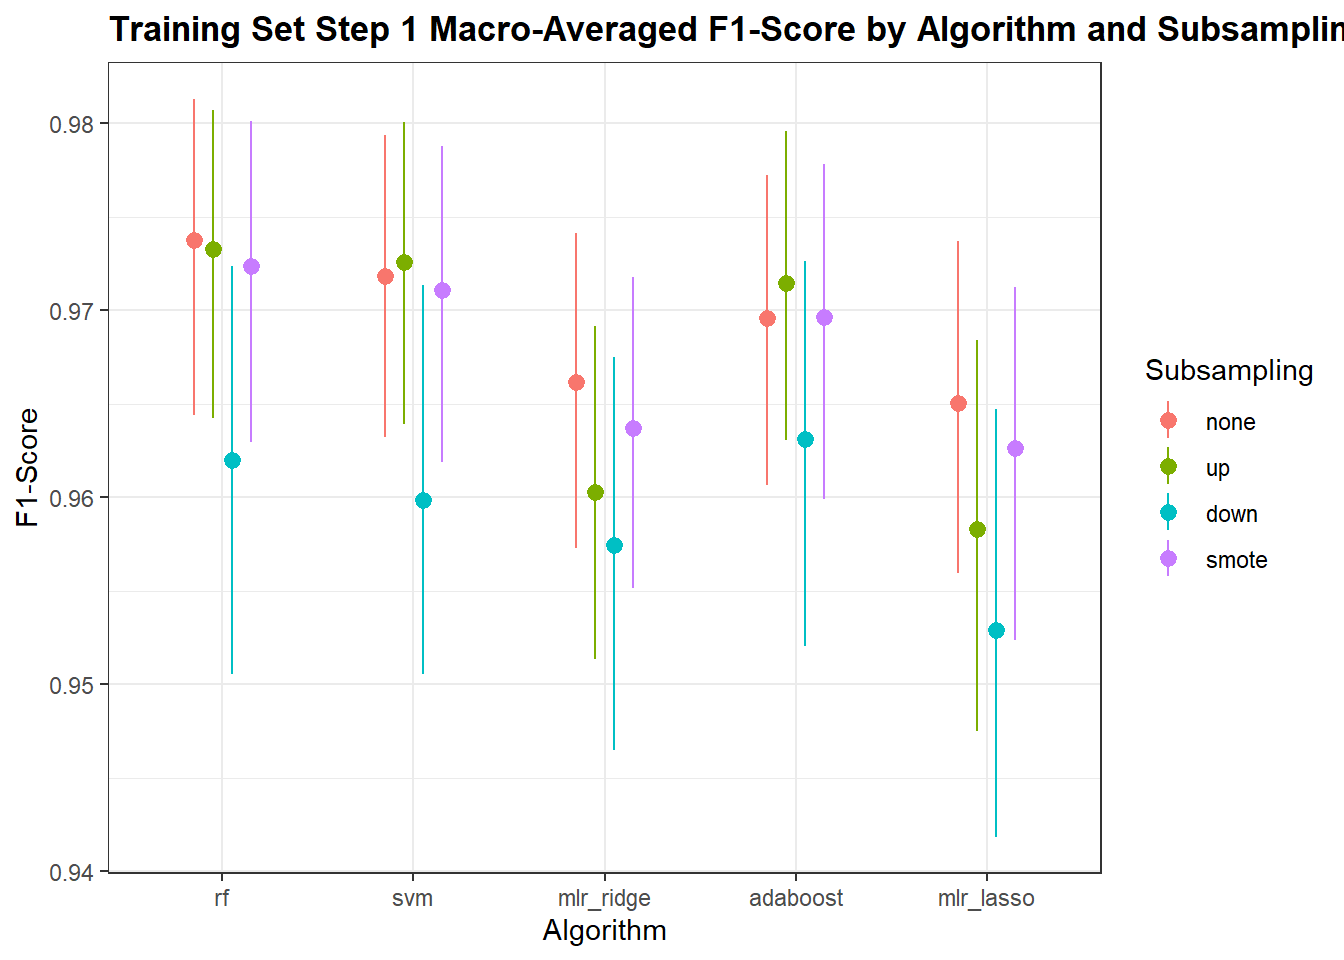 Training Set Step 1 Macro-Averaged F1-Score by Algorithm and Subsamplin
0.98
0.97
0.96
0.95
0.94
F1-Score
rf svm mlr_ridge adaboost mlr_lasso
Algorithm
Subsampling
none
up
down
smote